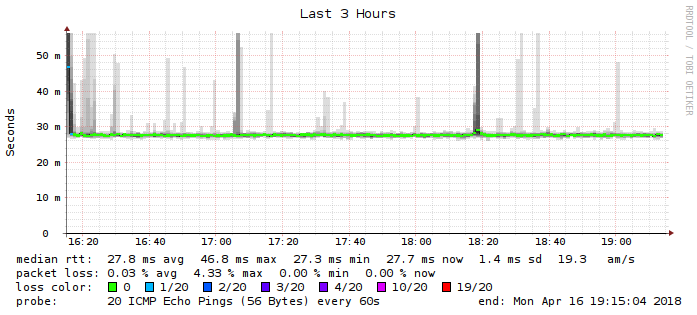 Last 3 Hours
RRDTOOL / TOBI OETIKER
Seconds
50 m
40 m
30 m
20 m
10 m
0
16:20 16:40 17:00 17:20 17:40 18:00 18:20 18:40 19:00
median rtt: 27.8 ms avg 46.8 ms max 27.3 ms min 27.7 ms now 1.4 ms sd 19.3 am/s
packet loss: 0.03 % avg 4.33 % max 0.00 % min 0.00 % now
loss color: 0 1/20 2/20 3/20 4/20 10/20 19/20
probe: 20 ICMP Echo Pings (56 Bytes) every 60s end: Mon Apr 16 19:15:04 2018